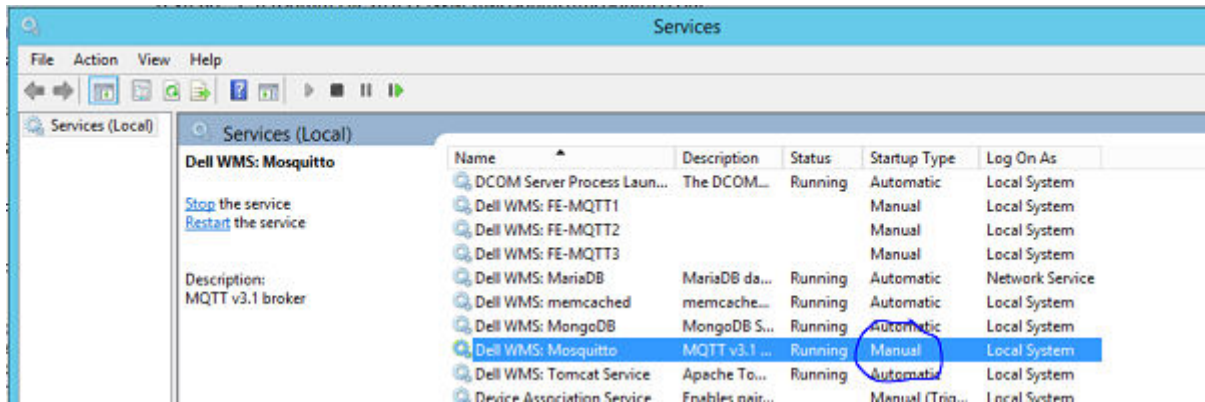 Services
File Action View Help
Services (Local)
Services (Local)
Dell WMS: Mosquitto
Stop the service
Restart the service
Description:
MQTT v3.1 broker
Name Description Status Startup Type Log On As
DCOM Server Process Laun... The DCOM... Running Automatic Local System
Dell WMS: FE-MQTT1 Manual Local System
Dell WMS: FE-MQTT2 Manual Local System
Dell WMS: FE-MQTT3 Manual Local System
Dell WMS: MariaDB MariaDB da... Running Automatic Network Service
Dell WMS: memcached memcache... Running Automatic Local System
Dell WMS: MongoDB MongoDB S... Running Automatic Local System
Dell WMS: Mosquitto MQTT v3.1 ... Running Manual Local System
Dell WMS: Tomcat Service Apache To... Running Automatic Local System
Device Association Service Enables pair... Manual (Trig... Local System